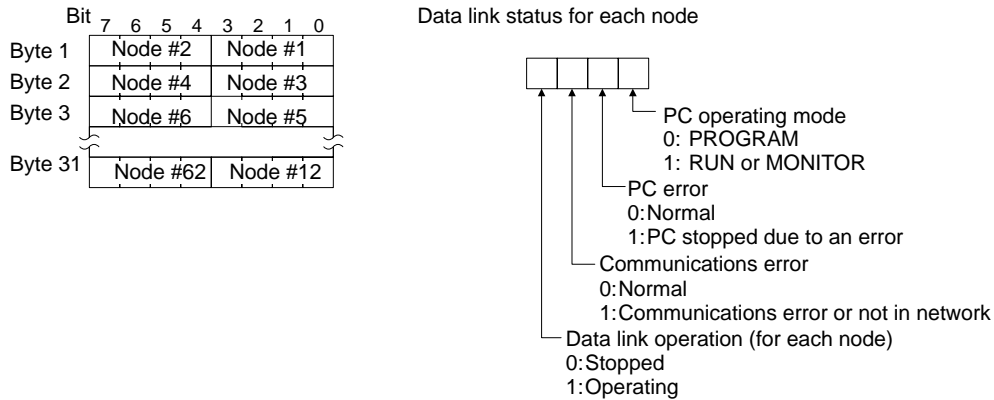 Bit 7 6 5 4 3 2 1 0
Byte 1 Node #2 Node #1
Byte 2 Node #4 Node #3
Byte 3 Node #6 Node #5
Byte 31 Node #62 Node #12
Data link status for each node
PC operating mode
0: PROGRAM
1: RUN or MONITOR
PC error
0:Normal
1:PC stopped due to an error
Communications error
0:Normal
1:Communications error or not in network
Data link operation (for each node)
0:Stopped
1:Operating